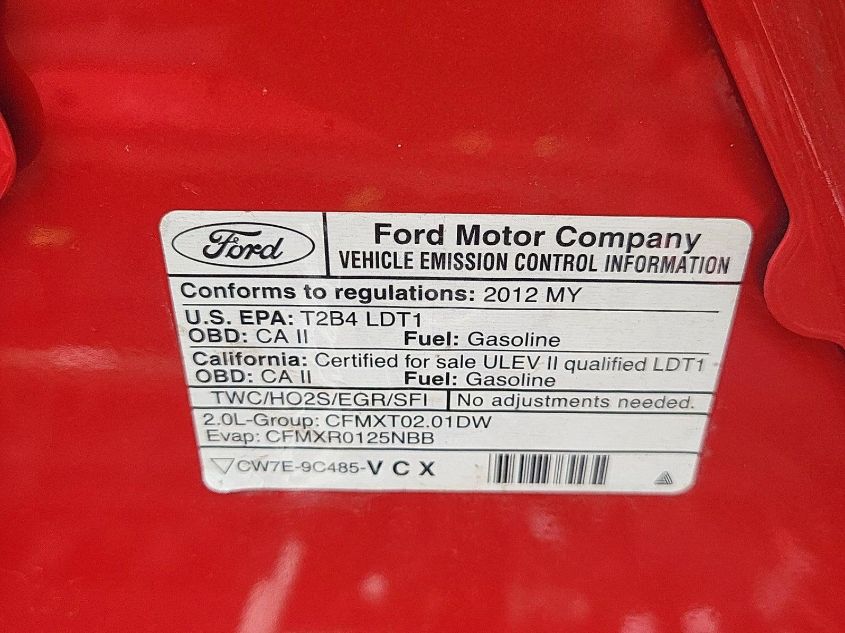 Ford
Ford Motor Company
VEHICLE EMISSION CONTROL INFORMATION
Conforms to regulations: 2012 MY
U.S. EPA: T2B4 LDT1
OBD: CA II Fuel: Gasoline
California: Certified for sale ULEV II qualified LDT1
OBD: CA II Fuel: Gasoline
TWC/HO2S/EGR/SFI No adjustments needed.
2.0L-Group: CFMXT02.01DW
Evap: CFMXR0125NBB
CW7E-9C485-V C X